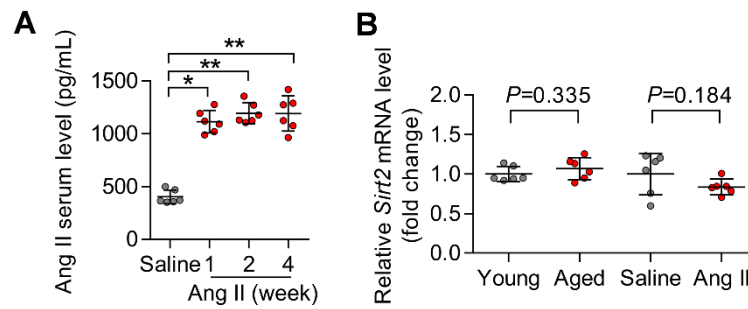 A
Ang II serum level (pg/mL)
1500
1000
500
0
**
**
*
Saline
1
2
4
Ang II (week)
B
Relative Sirt2 mRNA level
(fold change)
2.0
1.5
1.0
0.5
0.0
P=0.335
P=0.184
Young
Aged
Saline
Ang II